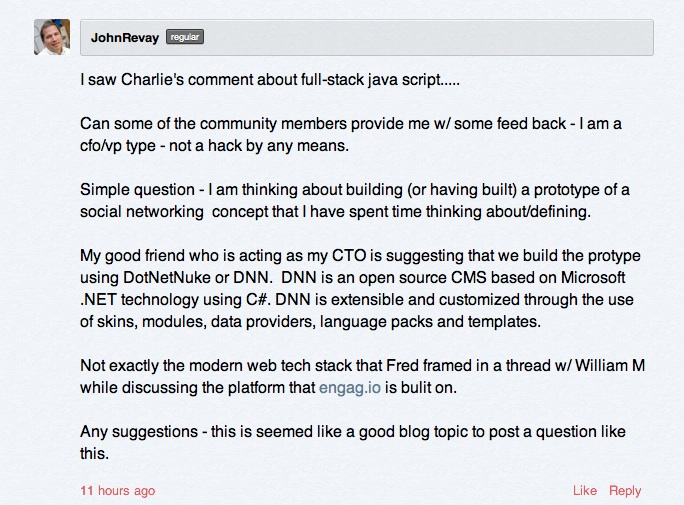 JohnRevay regular
I saw Charlie's comment about full-stack java script.....
Can some of the community members provide me w/ some feed back - I am a
cfo/vp type - not a hack by any means.
Simple question - I am thinking about building (or having built) a prototype of a
social networking  concept that I have spent time thinking about/defining.
My good friend who is acting as my CTO is suggesting that we build the protype
using DotNetNuke or DNN.  DNN is an open source CMS based on Microsoft
.NET technology using C#. DNN is extensible and customized through the use
of skins, modules, data providers, language packs and templates.
Not exactly the modern web tech stack that Fred framed in a thread w/ William M
while discussing the platform that engag.io is bulit on.
Any suggestions - this is seemed like a good blog topic to post a question like
this.
11 hours ago Like Reply